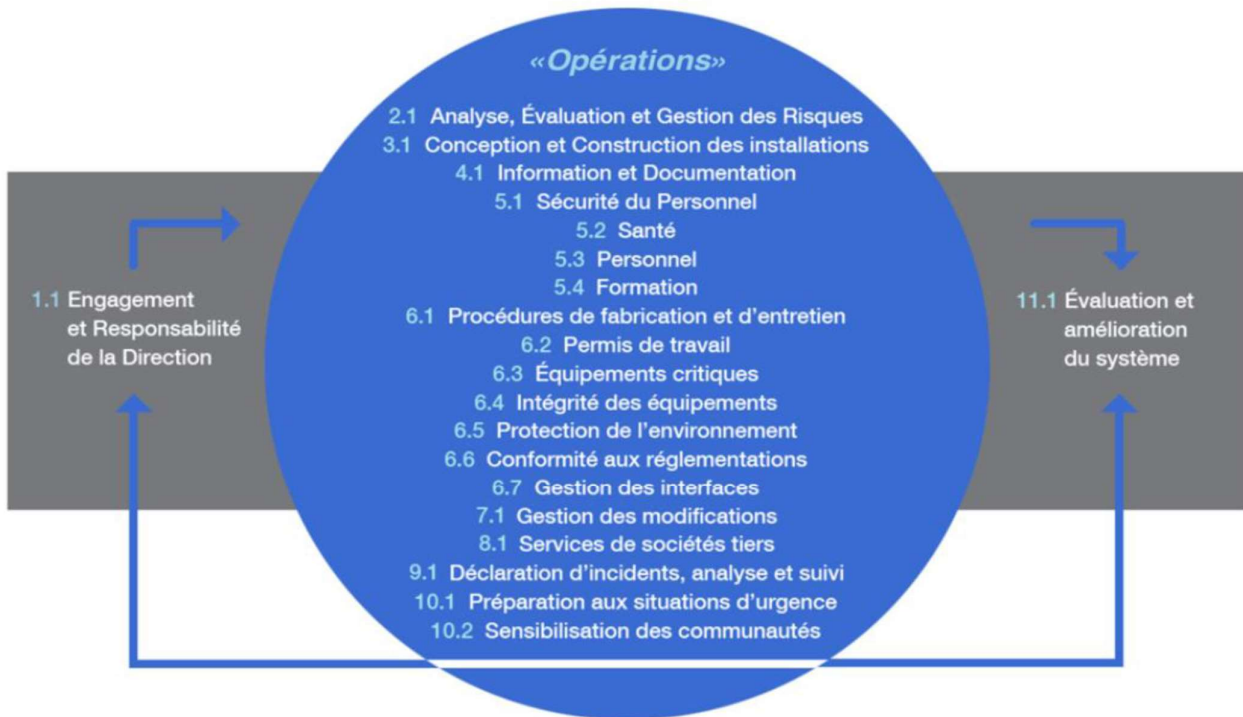 «Opérations»
2.1 Analyse, Évaluation et Gestion des Risques
3.1 Conception et Construction des installations
4.1 Information et Documentation
5.1 Sécurité du Personnel
5.2 Santé
5.3 Personnel
5.4 Formation
6.1 Procédures de fabrication et d'entretien
6.2 Permis de travail
6.3 Équipements critiques
6.4 Intégrité des équipements
6.5 Protection de l'environnement
6.6 Conformité aux réglementations
6.7 Gestion des interfaces
7.1 Gestion des modifications
8.1 Services de sociétés tiers
9.1 Déclaration d'incidents, analyse et suivi
10.1 Préparation aux situations d'urgence
10.2 Sensibilisation des communautés
1.1 Engagement
et Responsabilité
de la Direction
11.1 Évaluation et
amélioration
du système